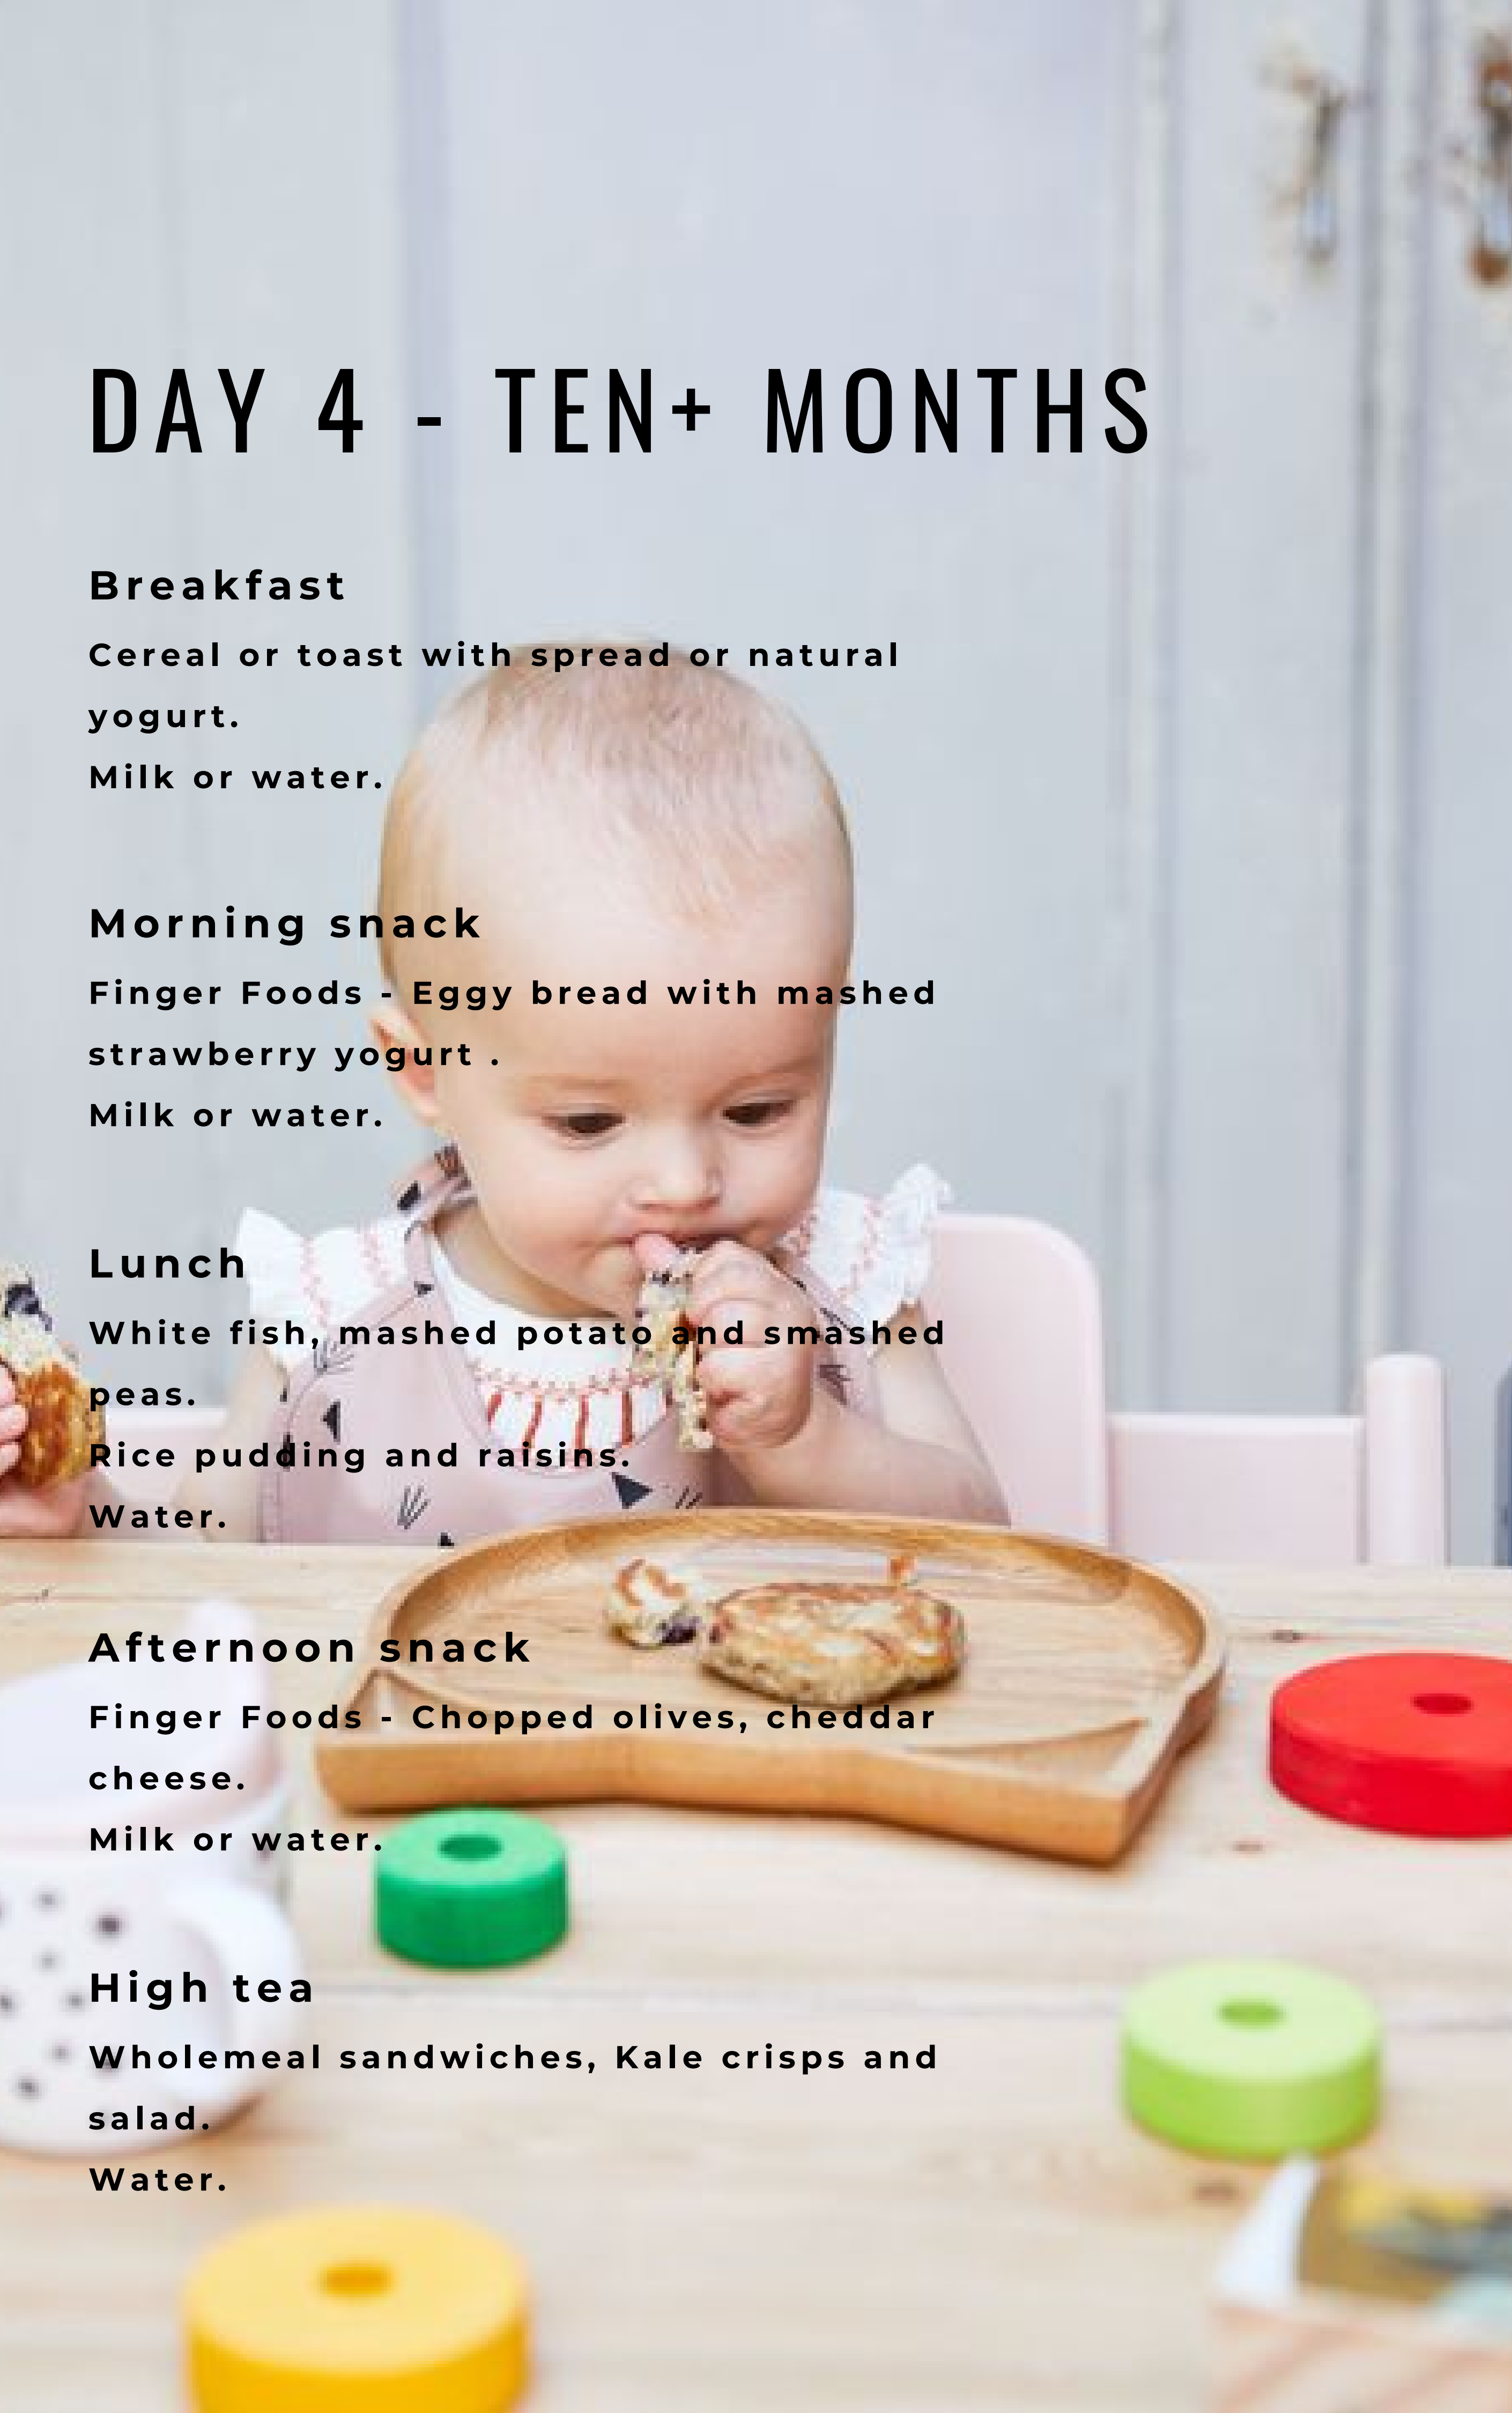 DAY 4 - TEN+ MONTHS
Breakfast
Cereal or toast with spread or natural
yogurt.
Milk or water.
Morning snack
Finger Foods - Eggy bread with mashed
strawberry yogurt .
Milk or water.
Lunch
White fish, mashed potato and smashed
peas.
Rice pudding and raisins.
Water.
Afternoon snack
Finger Foods - Chopped olives, cheddar
cheese.
Milk or water.
High tea
Wholemeal sandwiches, Kale crisps and
salad.
Water.